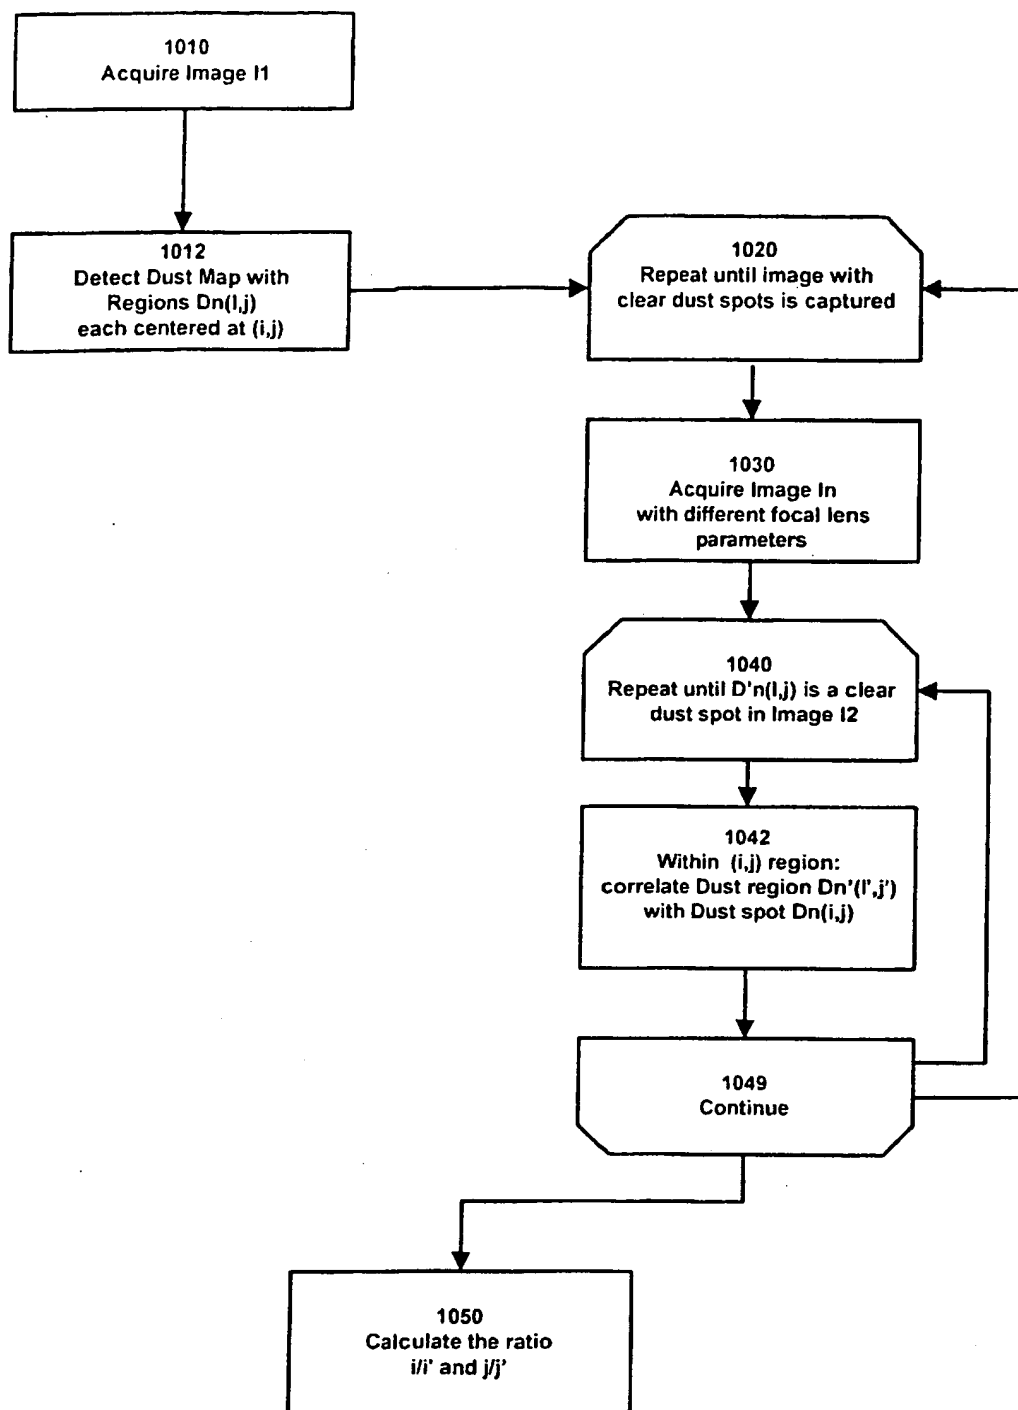 1010
Acquire Image I1
1012
Detect Dust Map with
Regions Dn(I,j)
each centered at (i,j)
1020
Repeat until image with
clear dust spots is captured
1030
Acquire Image In
with different focal lens
parameters
1040
Repeat until D'n(I,j) is a clear
dust spot in Image I2
1042
Within (i,j) region:
correlate Dust region Dn'(I',j')
with Dust spot Dn(i,j)
1049
Continue
1050
Calculate the ratio
i/i' and j/j'